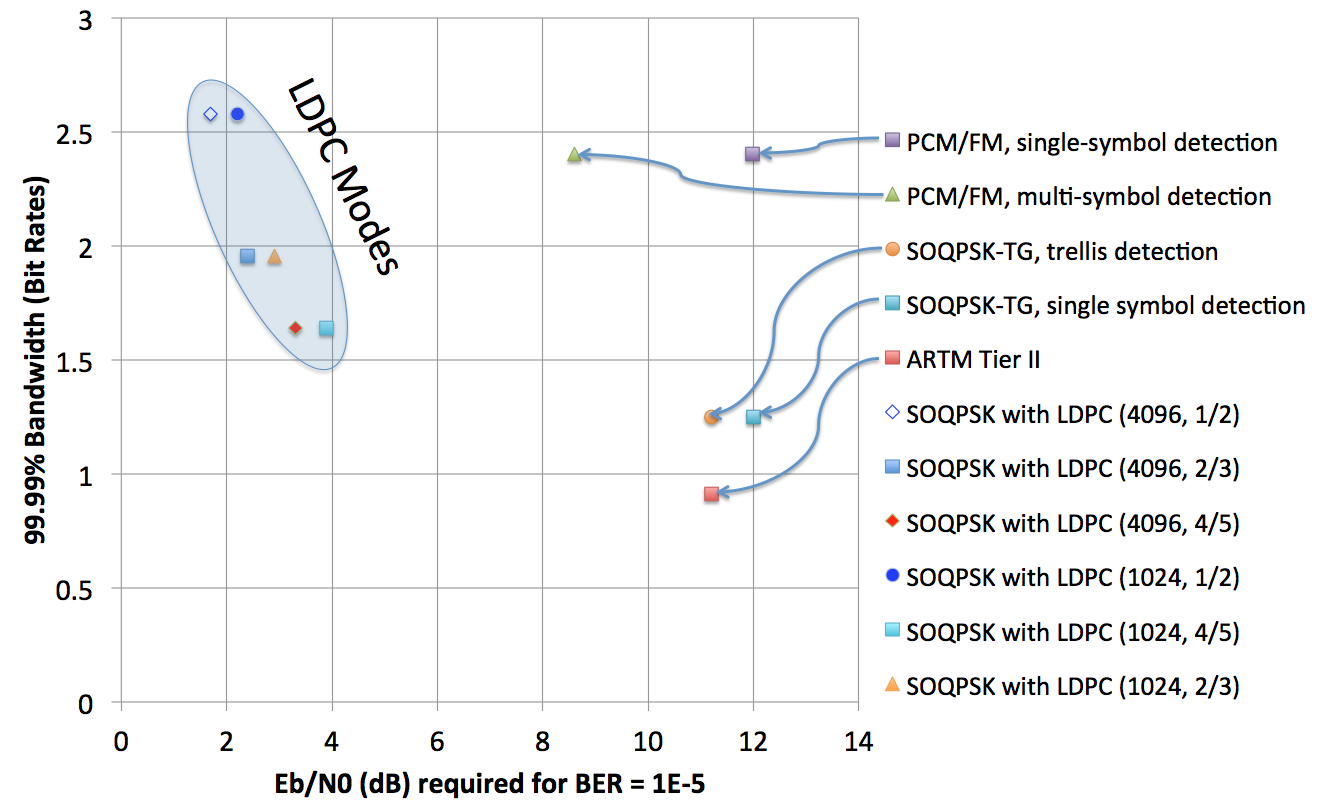 3
2.5
2
1.5
1
0.5
0
0 2 4 6 8 10 12 14
99.99% Bandwidth (Bit Rates)
Eb/N0 (dB) required for BER = 1E-5
LDPC Modes
PCM/FM, single-symbol detection
PCM/FM, multi-symbol detection
SOQPSK-TG, trellis detection
SOQPSK-TG, single symbol detection
ARTM Tier II
SOQPSK with LDPC (4096, 1/2)
SOQPSK with LDPC (4096, 2/3)
SOQPSK with LDPC (4096, 4/5)
SOQPSK with LDPC (1024, 1/2)
SOQPSK with LDPC (1024, 4/5)
SOQPSK with LDPC (1024, 2/3)